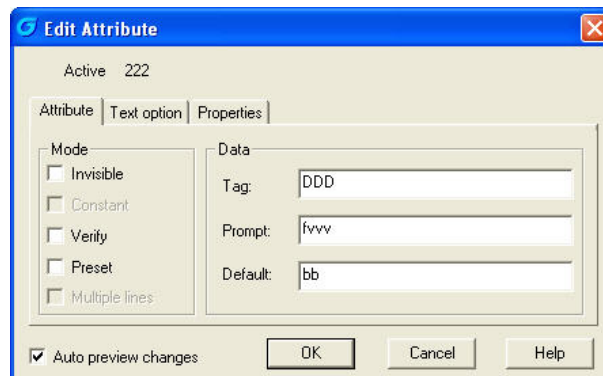 Edit Attribute
Active 222
Attribute Text option Properties
Mode
Invisible
Constant
Verify
Preset
Multiple lines
Data
Tag: DDD
Prompt: fvvv
Default: bb
Auto preview changes OK Cancel Help